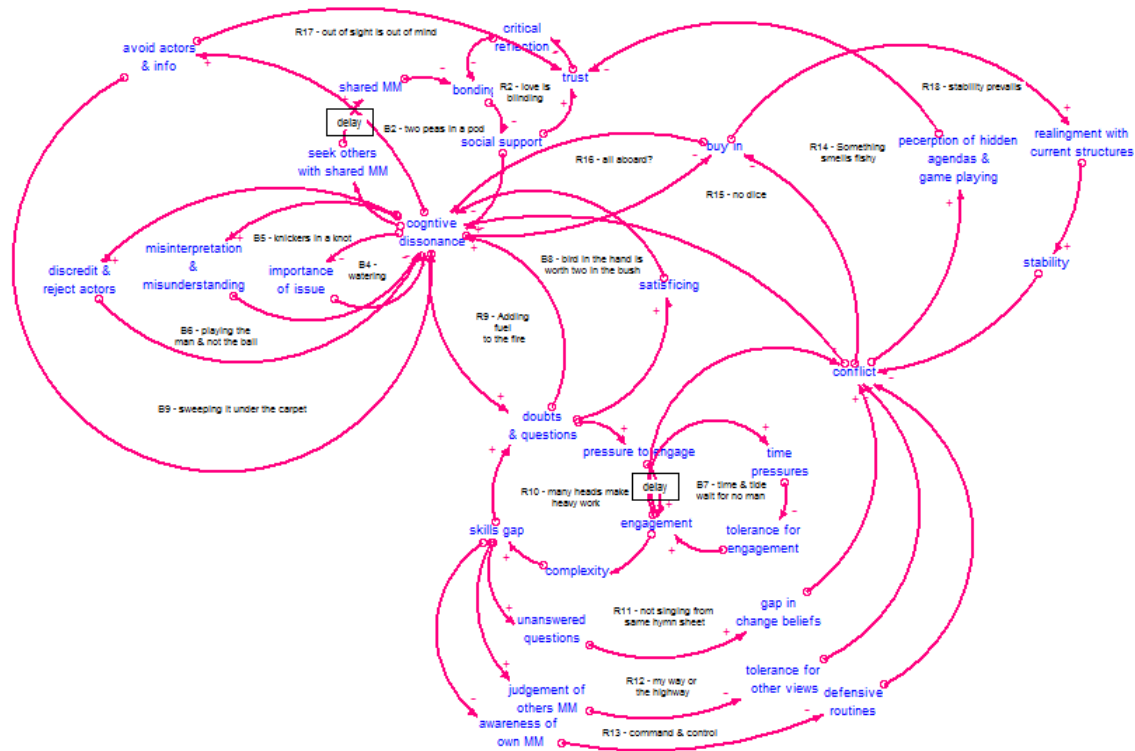 critical
reflection
R17 - out of sight is out of mind
avoid actors
& info
trust
shared MM
bonding
R2 - love is
blinding
R18 - stability prevails
delay
B2 - two peas in a pod
social support
buy in
R14 - Something
smells fishy
pecerption of hidden
agendas &
game playing
realingment with
current structures
seek others
with shared MM
R16 - all aboard?
R15 - no dice
cogntive
dissonance
misinterpretation
&
misunderstanding
B5 - knickers in a knot
discredit &
reject actors
importance
of issue
B4 -
watering
B8 - bird in the hand is
worth two in the bush
satisficing
stability
B6 - playing the
man & not the ball
R9 - Adding
fuel
to the fire
conflict
B9 - sweeping it under the carpet
doubts
& questions
pressure to engage
time
pressures
R10 - many heads make
heavy work
delay
B7 - time & tide
wait for no man
skills gap
engagement
tolerance for
engagement
complexity
unanswered
questions
R11 - not singing from
same hymn sheet
gap in
change beliefs
judgement of
others MM
R12 - my way or
the highway
tolerance for
other views
defensive
routines
awareness of
own MM
R13 - command & control